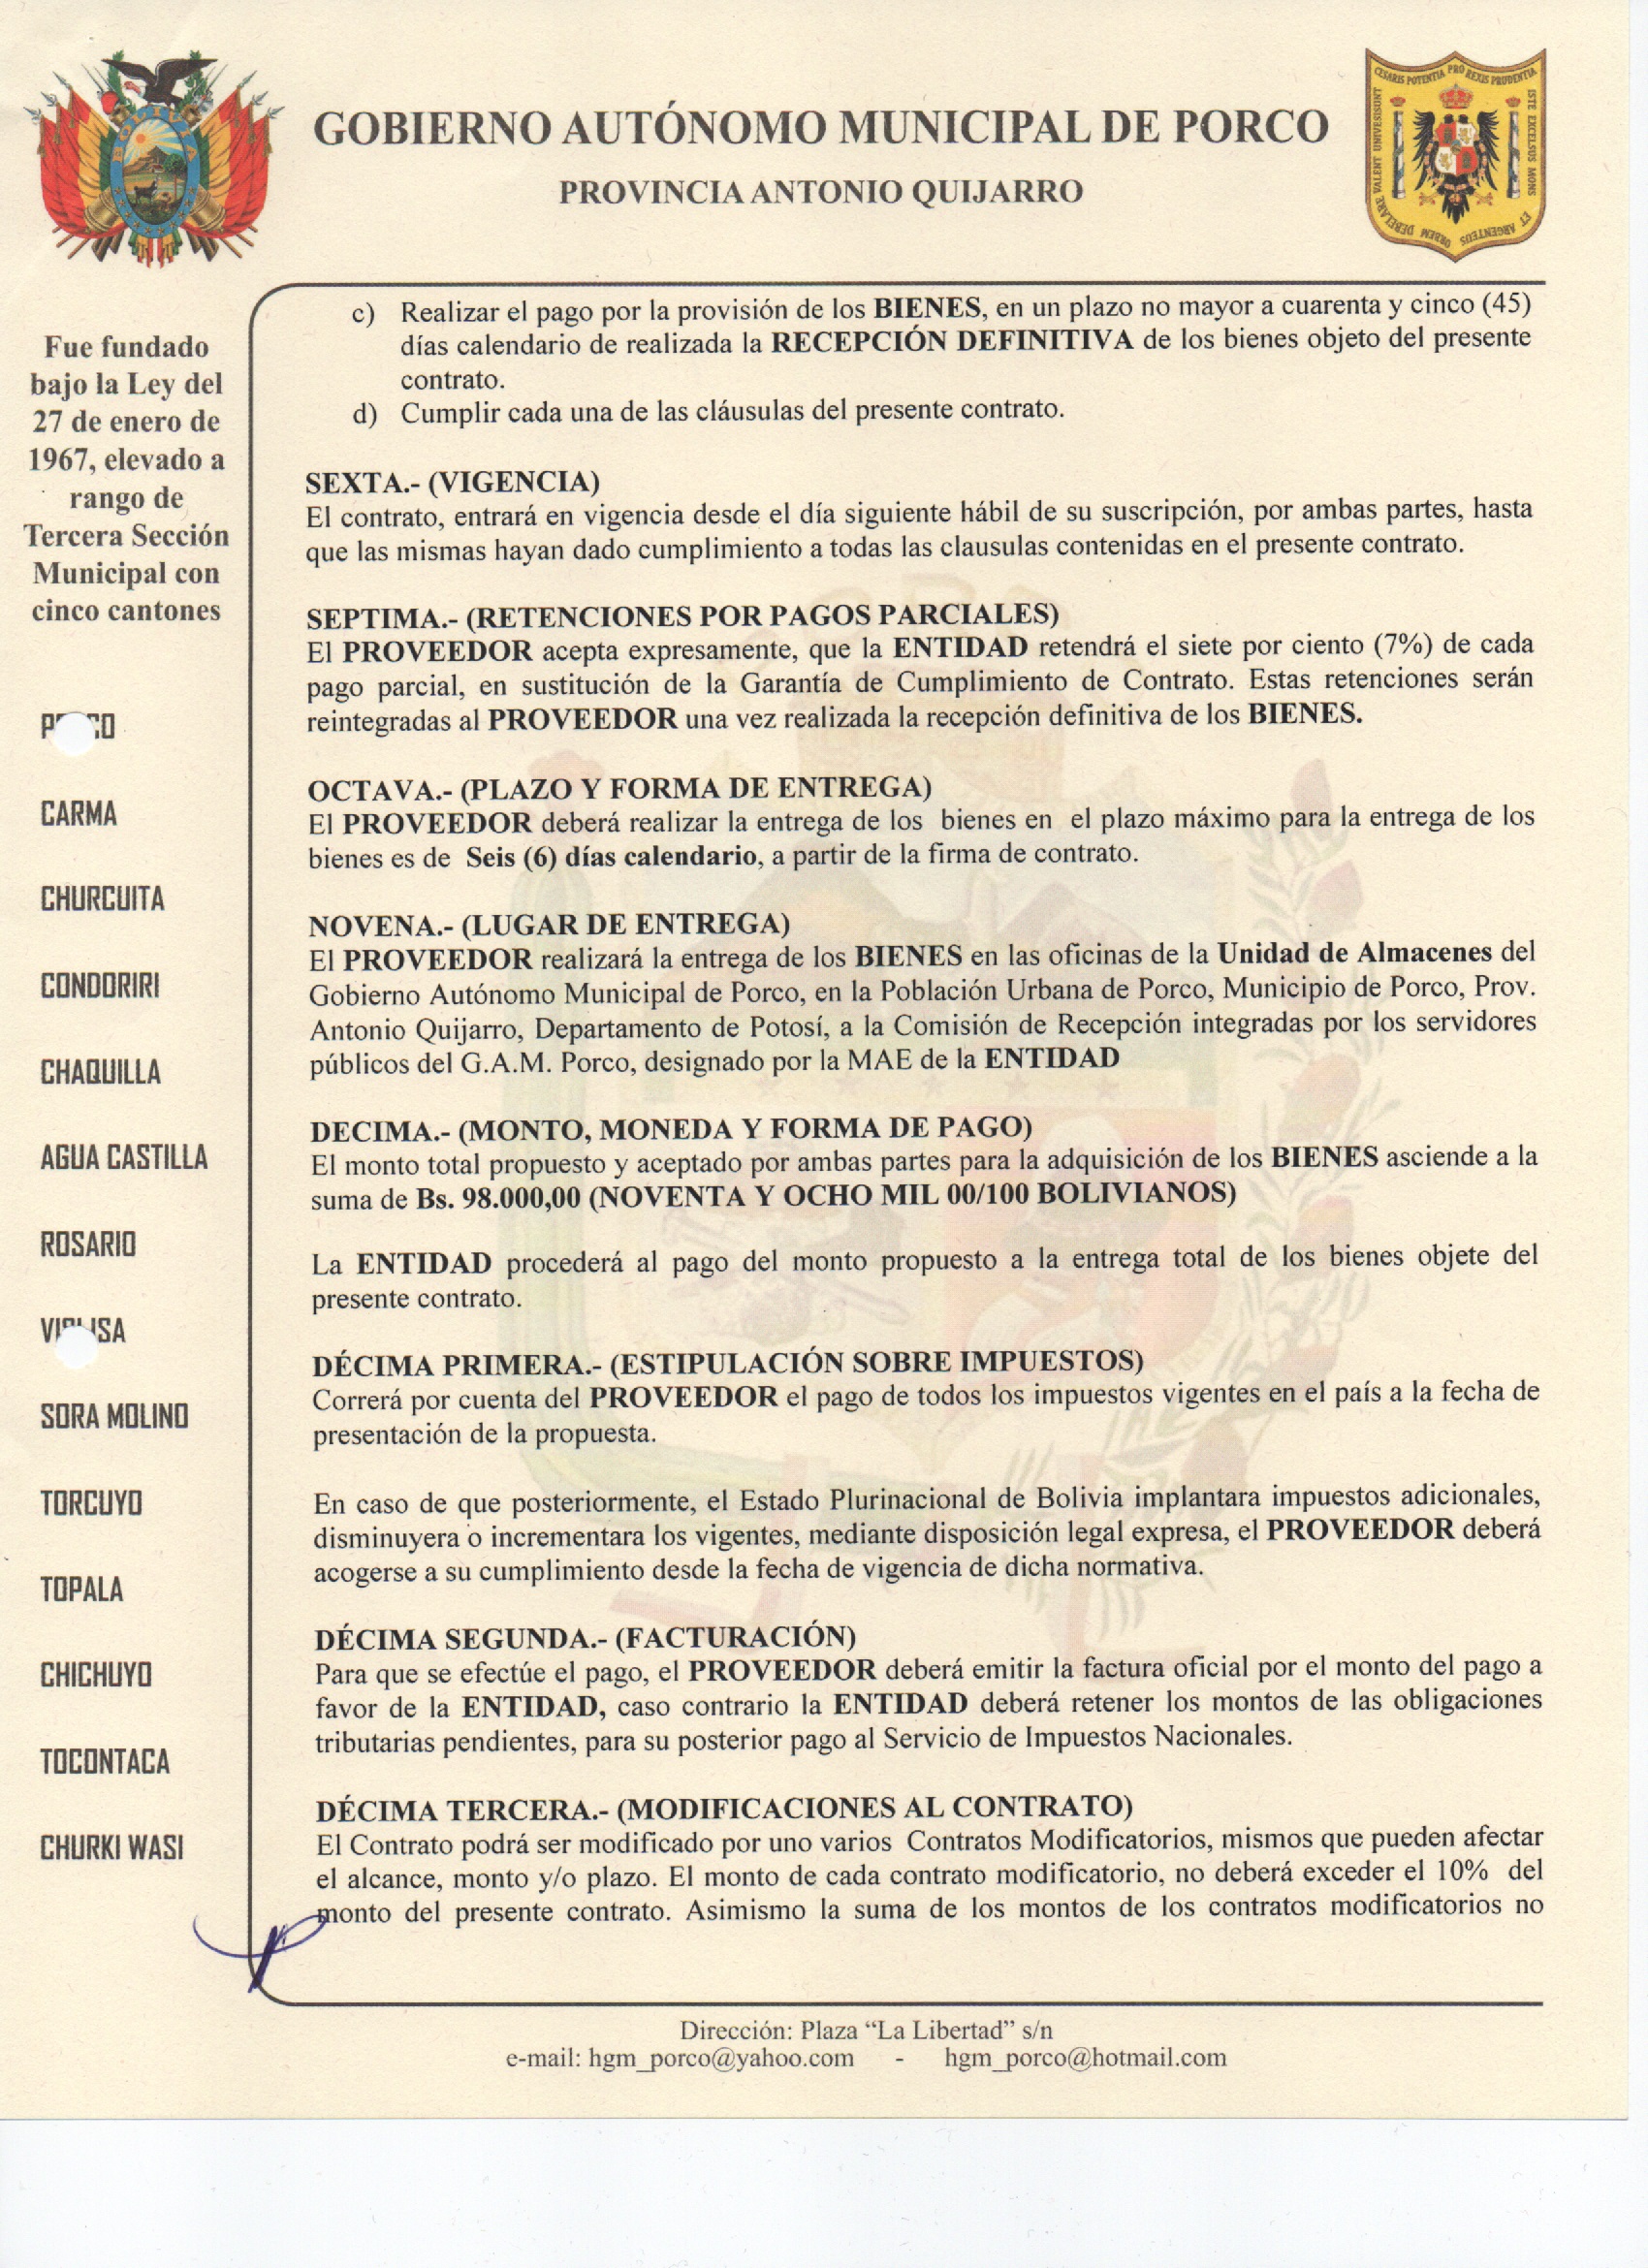 GOBIERNO AUTÓNOMO MUNICIPAL DE PORCO
PROVINCIA ANTONIO QUIJARRO
CESARIS POTENTIA PRO REXIS PRUDENTIA
ISTE EXCELSUS MONS
ET ARGENTEUS
ORBEM
DEBELARE
VALENT UNIVERSUNT
Fue fundado
bajo la Ley del
27 de enero de
1967, elevado a
rango de
Tercera Sección
Municipal con
cinco cantones
CARMA
CHURCUITA
CONDORIRI
CHAQUILLA
AGUA CASTILLA
ROSARIO
SORA MOLINO
TORCUYO
TOPALA
CHICHUYO
TOCONTACA
CHURKI WASI
c) Realizar el pago por la provisión de los BIENES, en un plazo no mayor a cuarenta y cinco (45)
días calendario de realizada la RECEPCIÓN DEFINITIVA de los bienes objeto del presente
contrato.
d) Cumplir cada una de las cláusulas del presente contrato.
SEXTA.- (VIGENCIA)
El contrato, entrará en vigencia desde el día siguiente hábil de su suscripción, por ambas partes, hasta
que las mismas hayan dado cumplimiento a todas las clausulas contenidas en el presente contrato.
SEPTIMA.- (RETENCIONES POR PAGOS PARCIALES)
El PROVEEDOR acepta expresamente, que la ENTIDAD retendrá el siete por ciento (7%) de cada
pago parcial, en sustitución de la Garantía de Cumplimiento de Contrato. Estas retenciones serán
reintegradas al PROVEEDOR una vez realizada la recepción definitiva de los BIENES.
OCTAVA.- (PLAZO Y FORMA DE ENTREGA)
El PROVEEDOR deberá realizar la entrega de los bienes en el plazo máximo para la entrega de los
bienes es de Seis (6) días calendario, a partir de la firma de contrato.
NOVENA.- (LUGAR DE ENTREGA)
El PROVEEDOR realizará la entrega de los BIENES en las oficinas de la Unidad de Almacenes del
Gobierno Autónomo Municipal de Porco, en la Población Urbana de Porco, Municipio de Porco, Prov.
Antonio Quijarro, Departamento de Potosí, a la Comisión de Recepción integradas por los servidores
públicos del G.A.M. Porco, designado por la MAE de la ENTIDAD
DECIMA.- (MONTO, MONEDA Y FORMA DE PAGO)
El monto total propuesto y aceptado por ambas partes para la adquisición de los BIENES asciende a la
suma de Bs. 98.000,00 (NOVENTA Y OCHO MIL 00/100 BOLIVIANOS)
La ENTIDAD procederá al pago del monto propuesto a la entrega total de los bienes objete del
presente contrato.
DÉCIMA PRIMERA.- (ESTIPULACIÓN SOBRE IMPUESTOS)
Correrá por cuenta del PROVEEDOR el pago de todos los impuestos vigentes en el país a la fecha de
presentación de la propuesta.
En caso de que posteriormente, el Estado Plurinacional de Bolivia implantara impuestos adicionales,
disminuyera o incrementara los vigentes, mediante disposición legal expresa, el PROVEEDOR deberá
acogerse a su cumplimiento desde la fecha de vigencia de dicha normativa.
DÉCIMA SEGUNDA.- (FACTURACIÓN)
Para que se efectúe el pago, el PROVEEDOR deberá emitir la factura oficial por el monto del pago a
favor de la ENTIDAD, caso contrario la ENTIDAD deberá retener los montos de las obligaciones
tributarias pendientes, para su posterior pago al Servicio de Impuestos Nacionales.
DÉCIMA TERCERA.- (MODIFICACIONES AL CONTRATO)
El Contrato podrá ser modificado por uno varios Contratos Modificatorios, mismos que pueden afectar
el alcance, monto y/o plazo. El monto de cada contrato modificatorio, no deberá exceder el 10% del
monto del presente contrato. Asimismo la suma de los montos de los contratos modificatorios no
Dirección: Plaza “La Libertad” s/n
e-mail: hgm_porco@yahoo.com - hgm_porco@hotmail.com